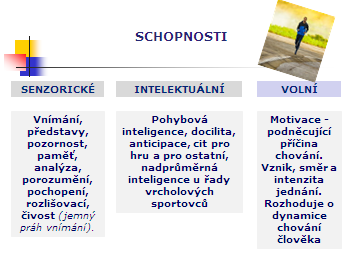 SCHOPNOSTI
SENZORICKÉ
Vnímání,
představy,
pozornost,
paměť,
analýza,
porozumění,
pochopení,
rozlišovací,
čivost (jemný
práh vnímání).
INTELEKTUÁLNÍ
Pohybová
inteligence, docilita,
anticipace, cit pro
hru a pro ostatní,
nadprůměrná
inteligence u řady
vrcholových
sportovců
VOLNÍ
Motivace -
podněcující
příčina
chování.
Vznik, směr a
intenzita
jednání.
Rozhoduje o
dynamice
chování
člověka